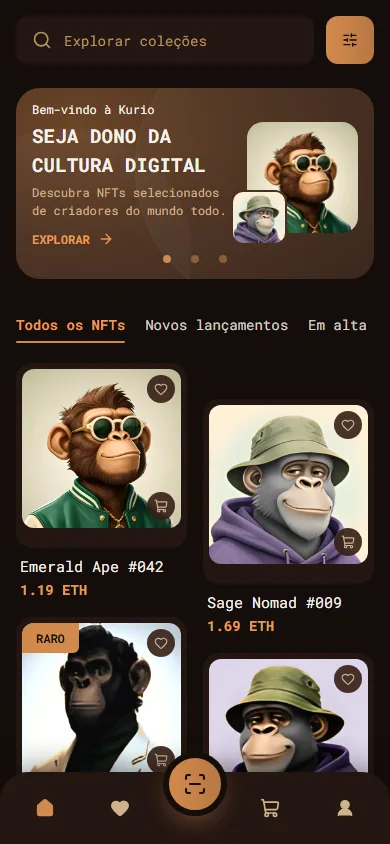 Explorar coleções
Bem-vindo à Kurio
SEJA DONO DA
CULTURA DIGITAL
Descubra NFTs selecionados
de criadores do mundo todo.
EXPLORAR
Todos os NFTs
Novos lançamentos
Em alta
Emerald Ape #042
1.19 ETH
Sage Nomad #009
1.69 ETH
RARO